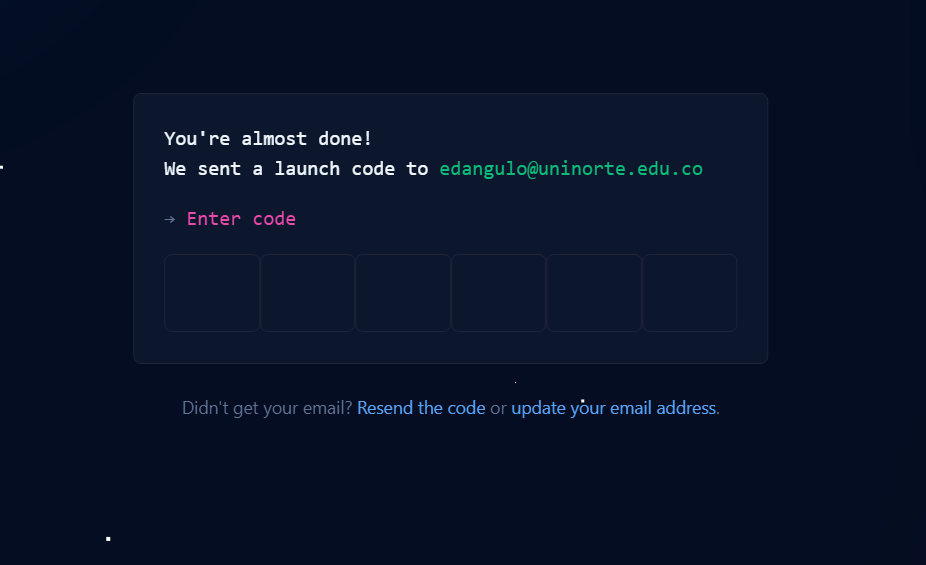 You're almost done!
We sent a launch code to edangulo@uninorte.edu.co
→ Enter code
Didn't get your email? Resend the code or update your email address.